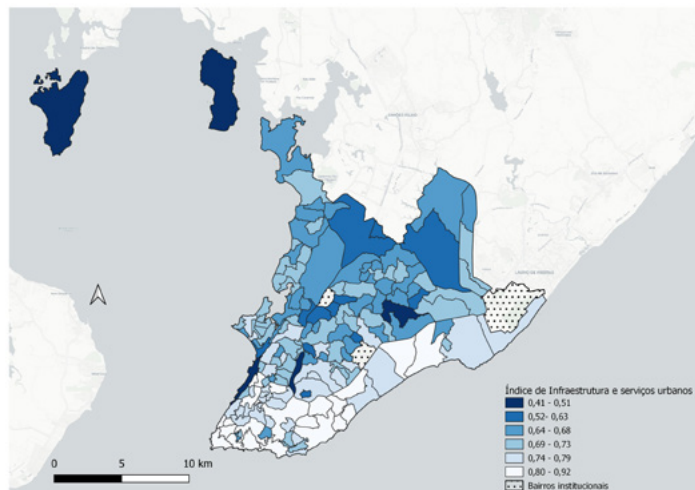 Índice de Infraestrutura e serviços urbanos
0,41 - 0,51
0,52 - 0,63
0,64 - 0,68
0,69 - 0,73
0,74 - 0,79
0,80 - 0,92
Bairros institucionais
0 5 10 km